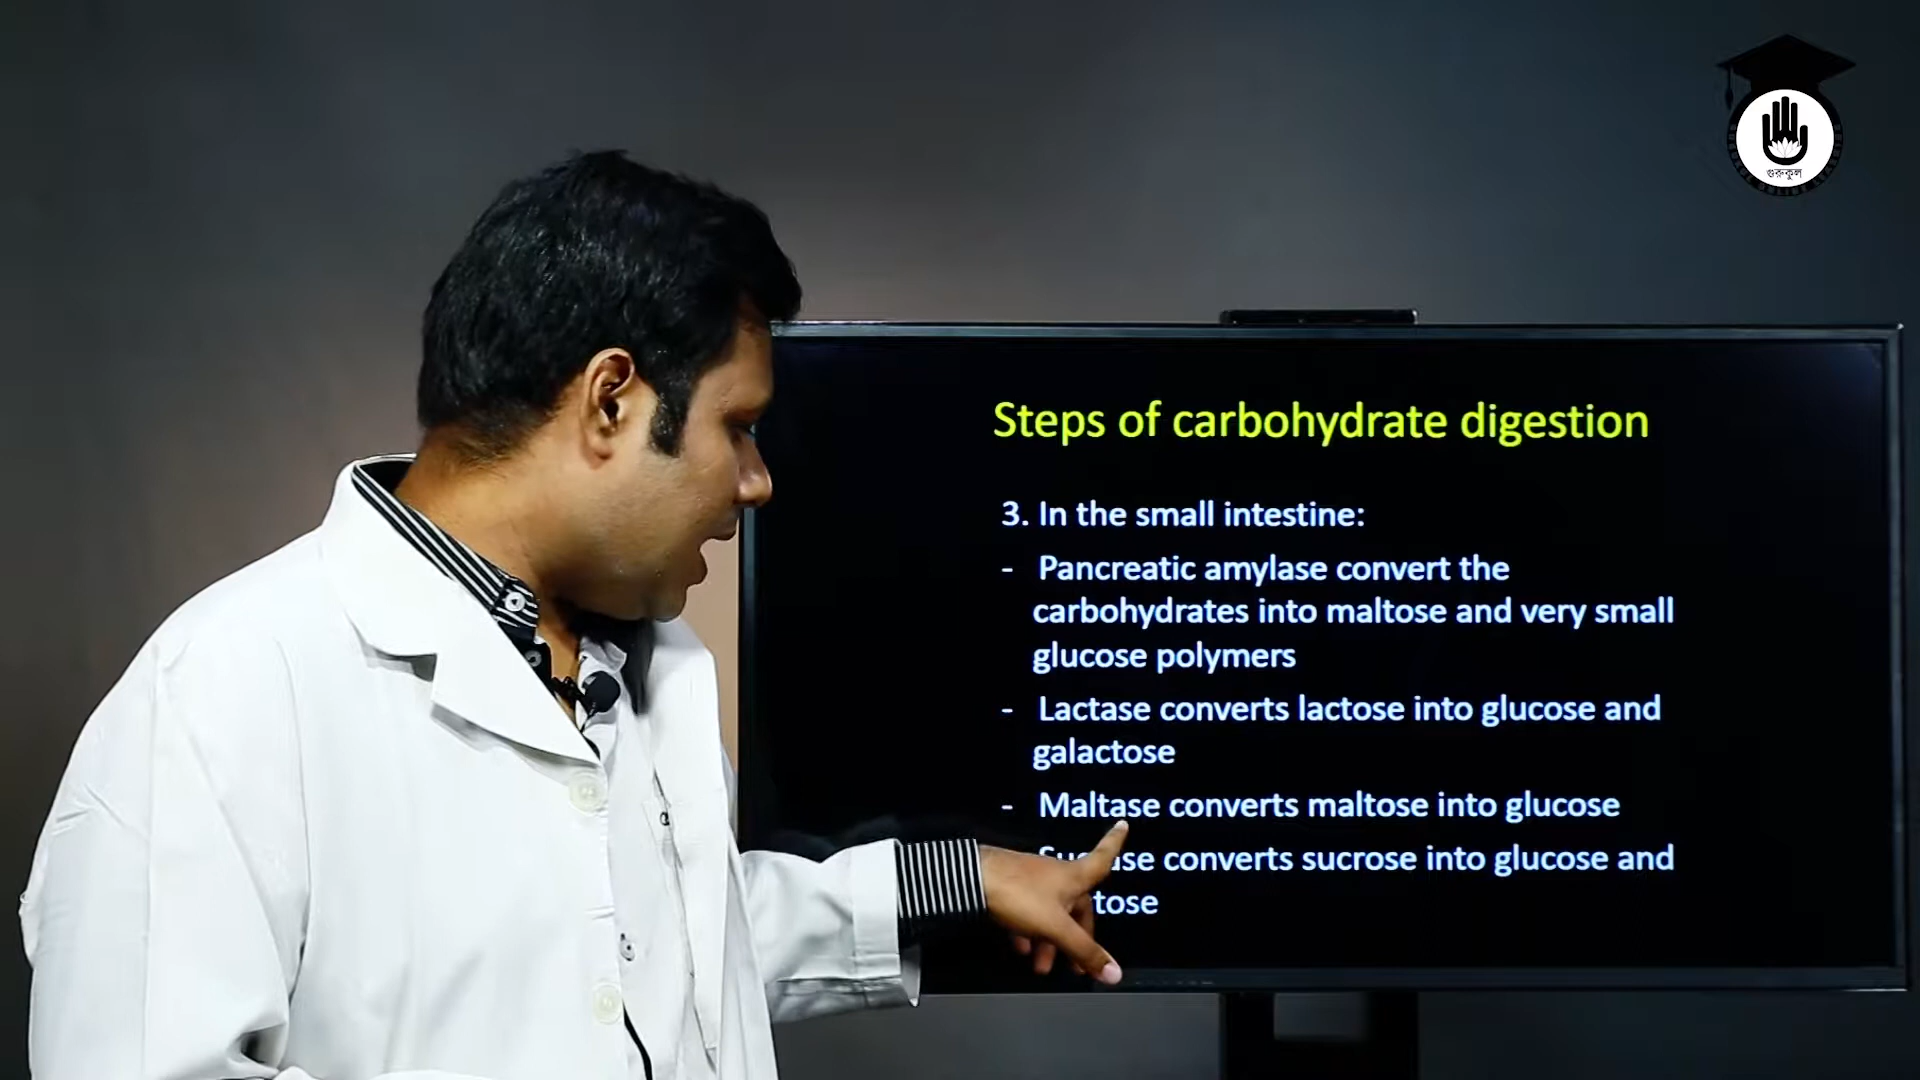 গুরুকুল
Steps of carbohydrate digestion
3. In the small intestine:
- Pancreatic amylase convert the
carbohydrates into maltose and very small
glucose polymers
- Lactase converts lactose into glucose and
galactose
- Maltase converts maltose into glucose
converts sucrose into glucose and